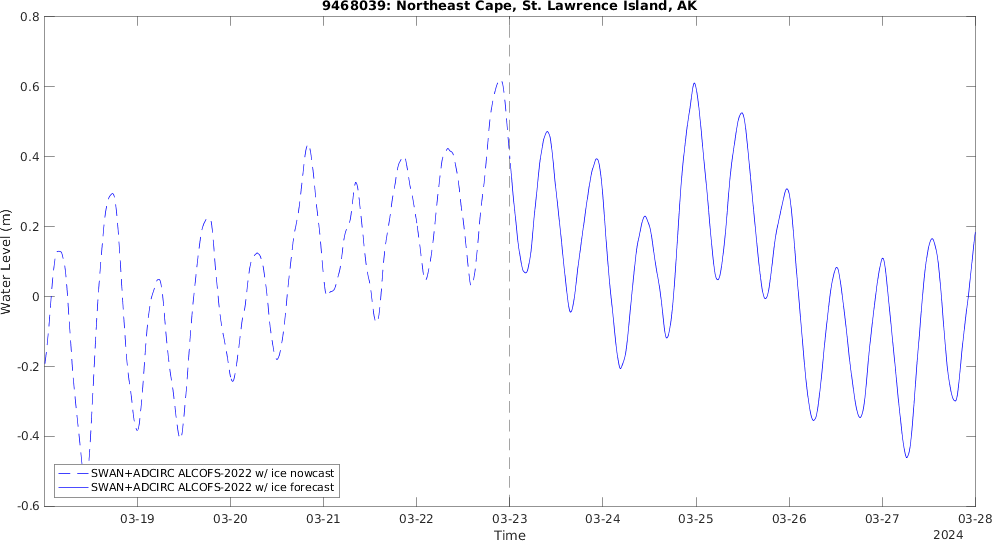 9468039: Northeast Cape, St. Lawrence Island, AK
Water Level (m)
0.8
0.6
0.4
0.2
0
-0.2
-0.4
-0.6
SWAN+ADCIRC ALCOFS-2022 w/ ice nowcast
SWAN+ADCIRC ALCOFS-2022 w/ ice forecast
03-19 03-20 03-21 03-22 03-23 03-24 03-25 03-26 03-27 03-28
Time
2024